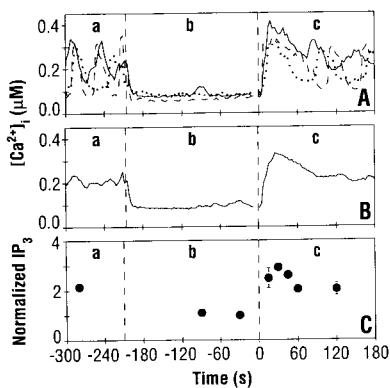 a b c
0.4
0.2
0.0
A
[Ca²⁺]ᵢ (μM)
a b c
0.4
0.2
0.0
B
a b c
4
2
0
C
Normalized IP₃
-300 -240 -180 -120 -60 0 60 120 180
Time (s)